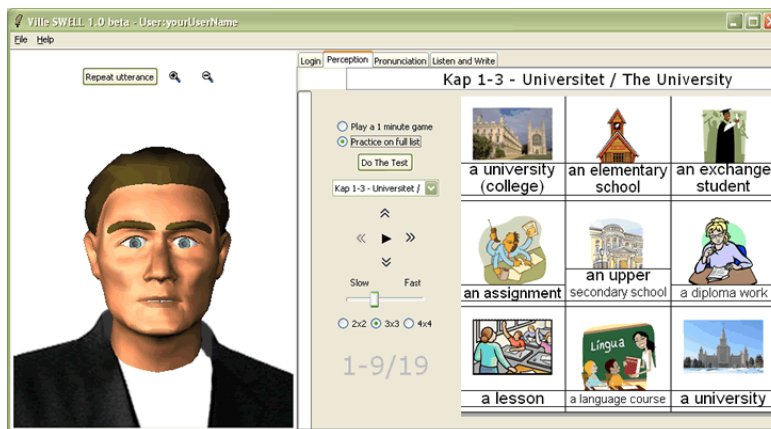 Ville SWELL 1.0 beta - User:yourUserName
File Help
Repeat utterance
Login Perception Pronunciation Listen and Write
Kap 1-3 - Universitet / The University
Play a 1 minute game
Practice on full list
Do The Test
Kap 1-3 - Universitet /
Slow Fast
2x2 3x3 4x4
1-9/19
a university
(college)
an elementary
school
an exchange
student
an assignment
an upper
secondary school
a diploma work
Língua
a lesson
a language course
a university